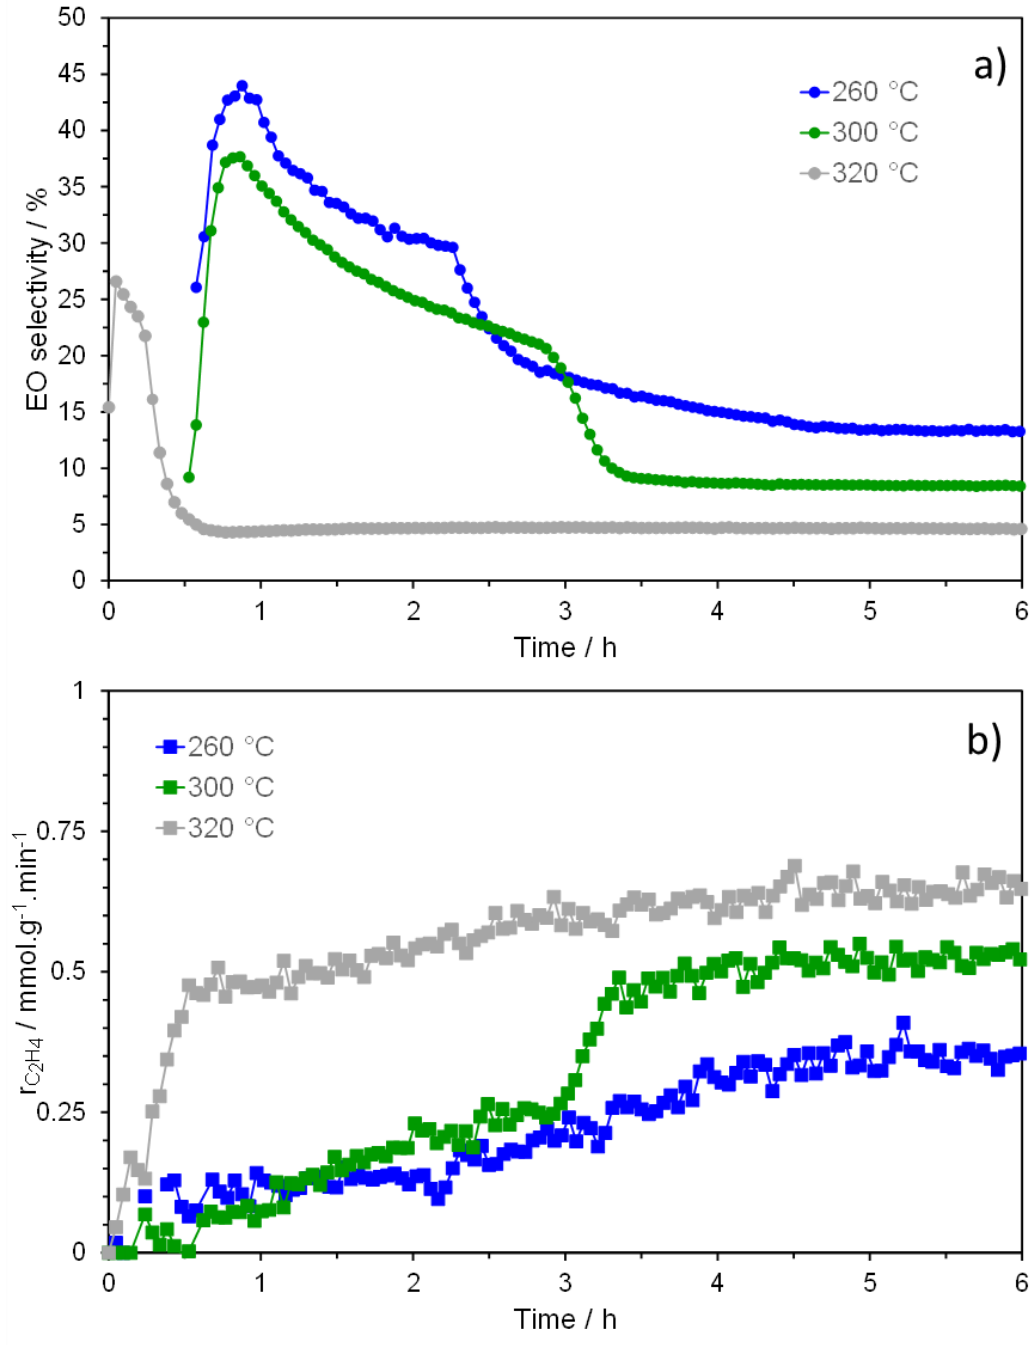 a)
50
45
40
35
30
25
20
15
10
5
0
EO selectivity / %
260 °C
300 °C
320 °C
0 1 2 3 4 5 6
Time / h
b)
1
0.75
0.5
0.25
0
rC₂H₄ / mmol.g⁻¹.min⁻¹
260 °C
300 °C
320 °C
0 1 2 3 4 5 6
Time / h